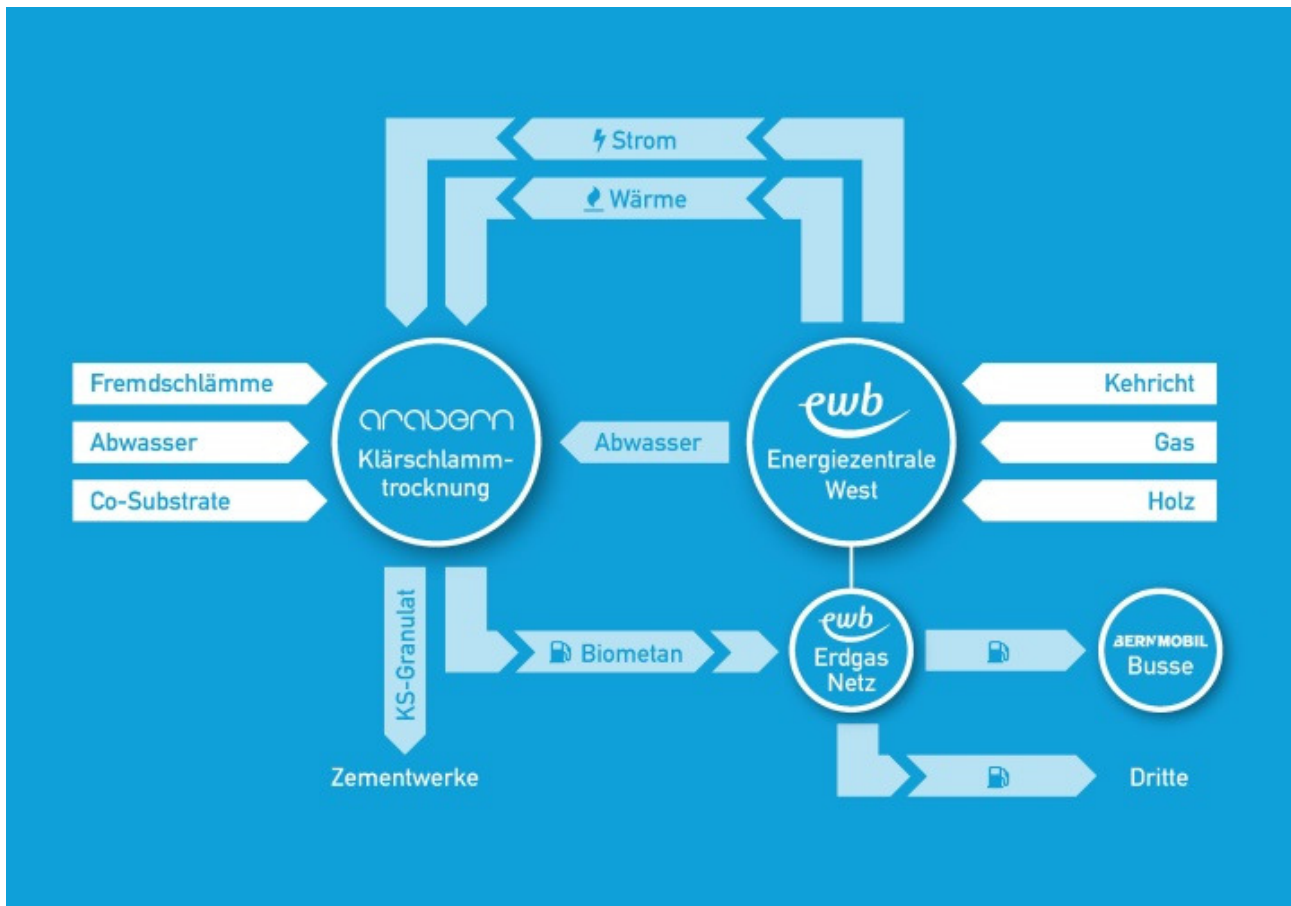 Strom
Wärme
Fremdschlämme
Abwasser
Co-Substrate
arabern
Klärschlamm-
trocknung
Abwasser
ewb
Energiezentrale
West
Kehricht
Gas
Holz
KS-Granulat
Zementwerke
Biometan
ewb
Erdgas
Netz
BERNMOBIL
Busse
Dritte